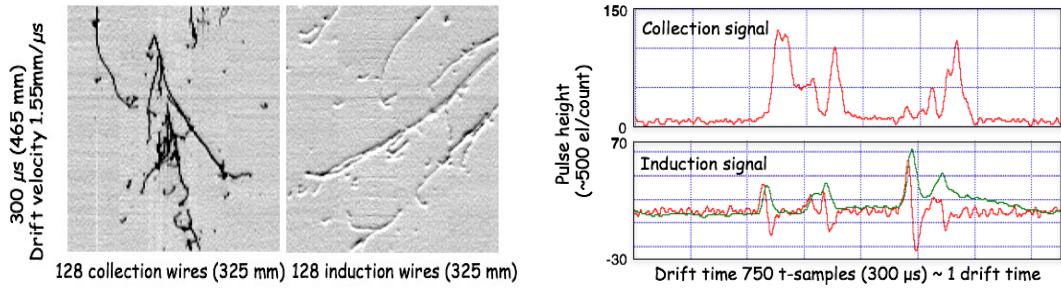 300 µs (465 mm)
Drift velocity 1.55mm/µs
128 collection wires (325 mm)
128 induction wires (325 mm)
Pulse height
(~500 el/count)
150
Collection signal
0
70
Induction signal
-30
Drift time 750 t-samples (300 µs) ~ 1 drift time